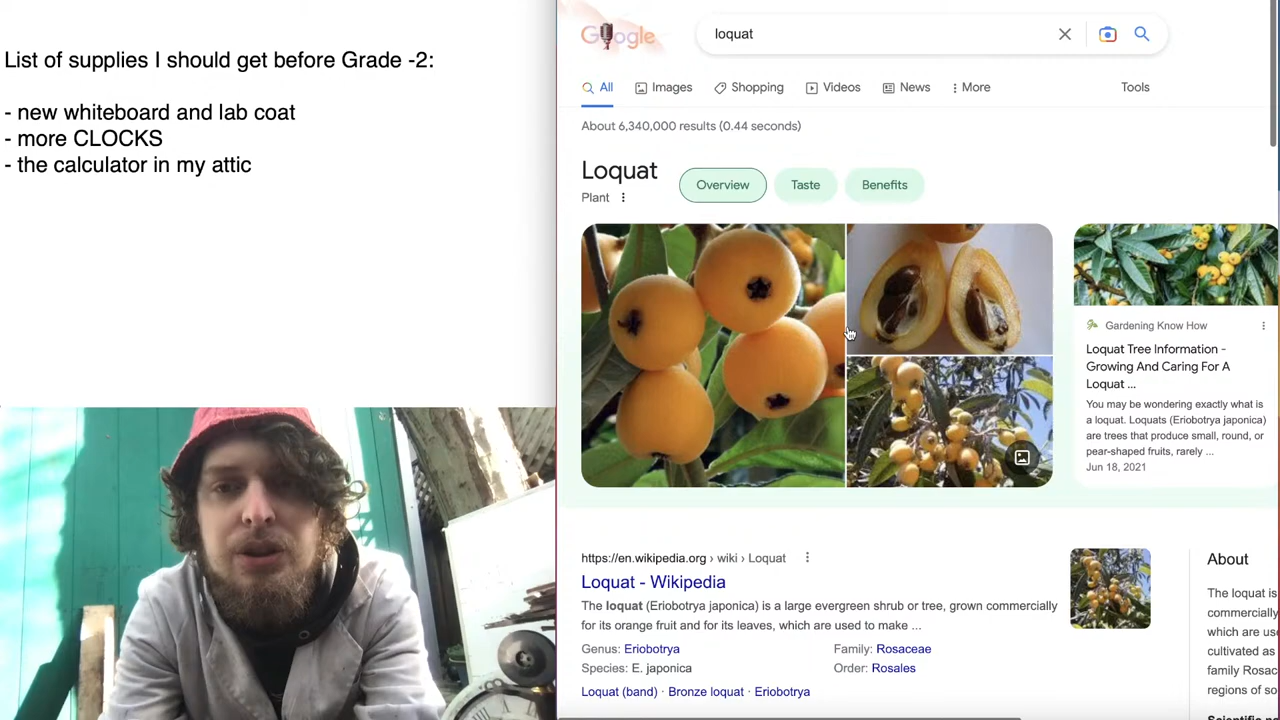 List of supplies I should get before Grade -2:
- new whiteboard and lab coat
- more CLOCKS
- the calculator in my attic
Google
loquat
All Images Shopping Videos News More Tools
About 6,340,000 results (0.44 seconds)
Loquat
Plant
Overview Taste Benefits
Gardening Know How
Loquat Tree Information -
Growing And Caring For A
Loquat ...
You may be wondering exactly what is
a loquat. Loquats (Eriobotrya japonica)
are trees that produce small, round, or
pear-shaped fruits, rarely ...
Jun 18, 2021
https://en.wikipedia.org › wiki › Loquat
Loquat - Wikipedia
The loquat (Eriobotrya japonica) is a large evergreen shrub or tree, grown commercially
for its orange fruit and for its leaves, which are used to make ...
Genus: Eriobotrya Family: Rosaceae
Species: E. japonica Order: Rosales
Loquat (band) · Bronze loquat · Eriobotrya
About
The loquat is
commercially
which are use
cultivated as
family Rosac
regions of so